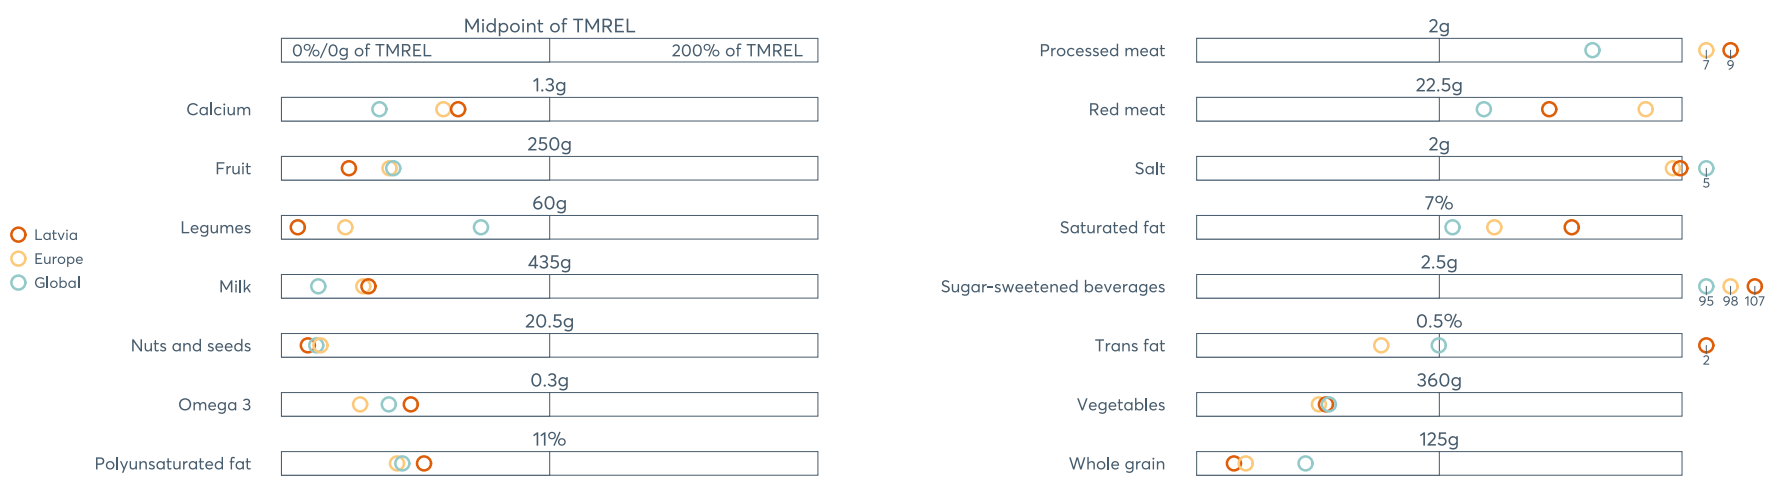 Midpoint of TMREL
0%/0g of TMREL 200% of TMREL
1.3g
Calcium
250g
Fruit
60g
Legumes
435g
Milk
20.5g
Nuts and seeds
0.3g
Omega 3
11%
Polyunsaturated fat
Latvia
Europe
Global
2g
Processed meat
7 9
22.5g
Red meat
2g
Salt
5
7%
Saturated fat
2.5g
Sugar-sweetened beverages
95 98 107
0.5%
Trans fat
2
360g
Vegetables
125g
Whole grain